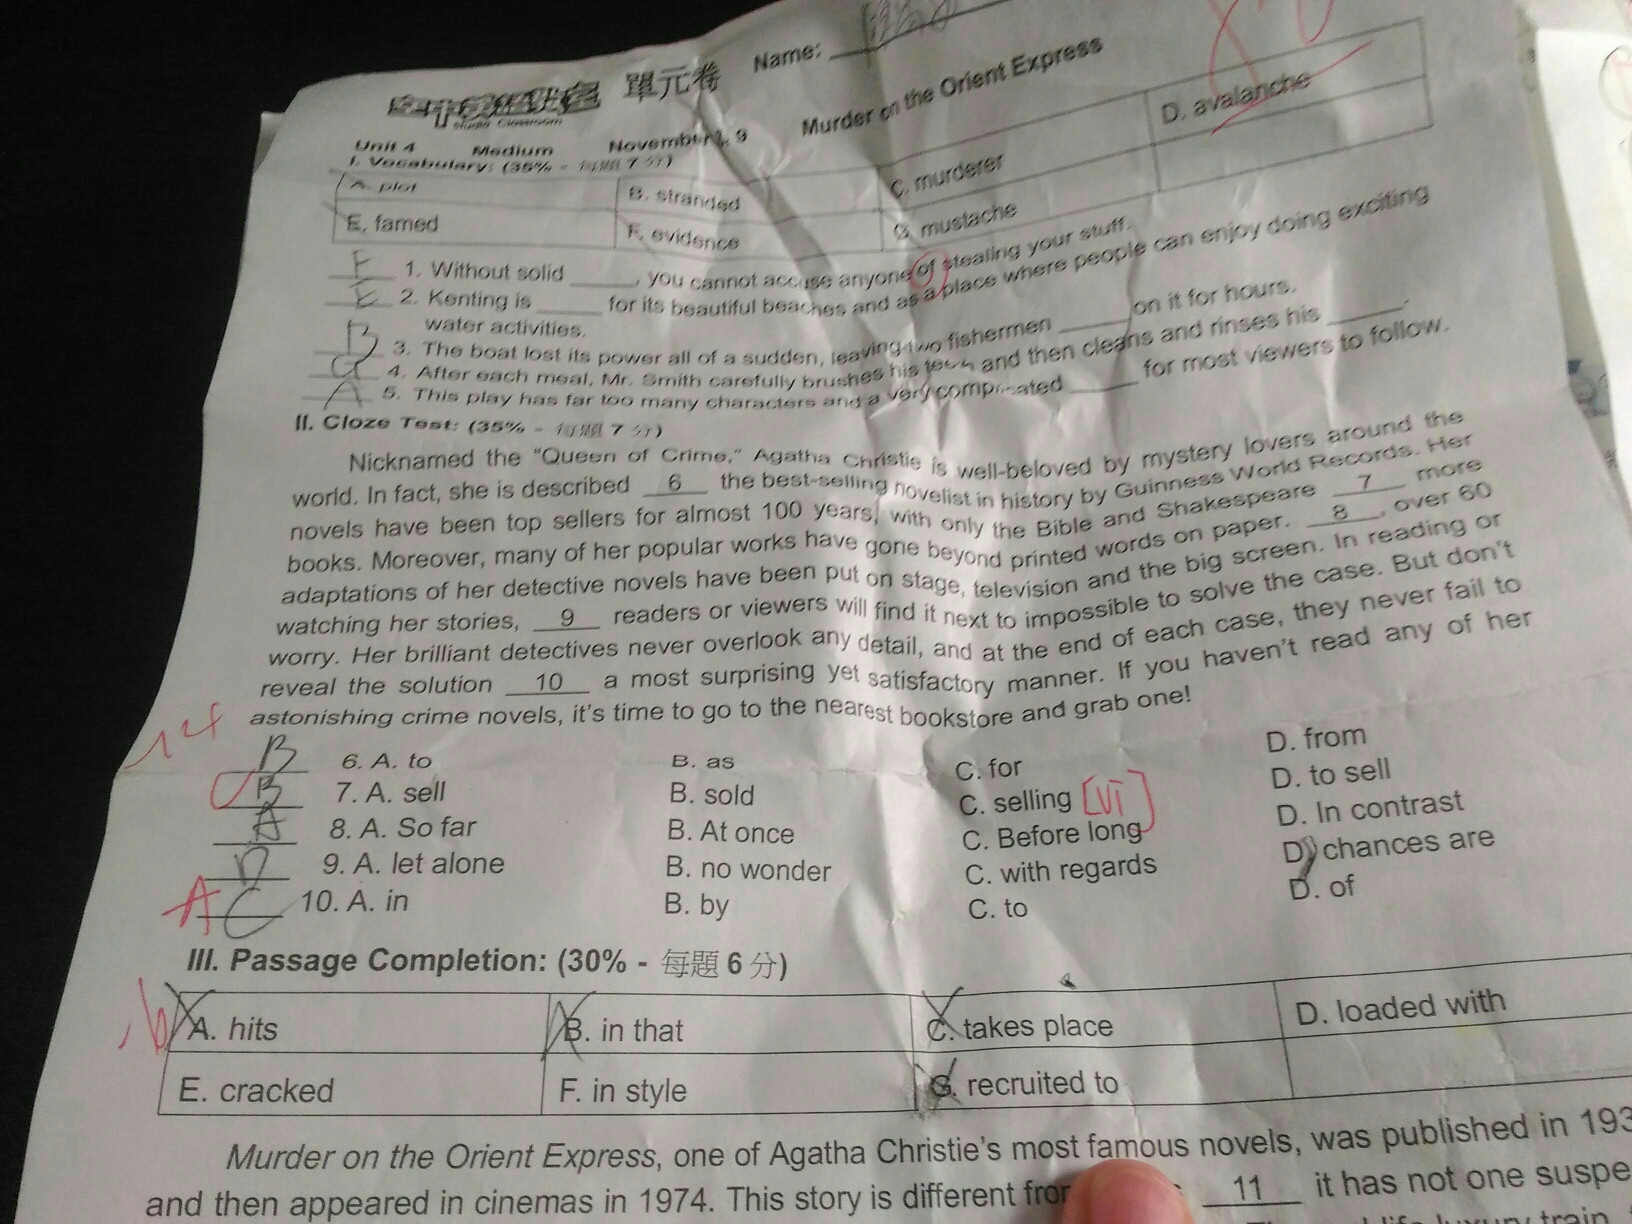 Name:
單元卷
Studio Classroom
Murder on the Orient Express
Unit 4 Medium November 9
I. Vocabulary: (35% - 每題 7 分)
A. plot B. stranded C. murderer D. avalanche
E. famed F. evidence G. mustache
F 1. Without solid ______, you cannot accuse anyone of stealing your stuff.
E 2. Kenting is ______ for its beautiful beaches and as a place where people can enjoy doing exciting
water activities.
B 3. The boat lost its power all of a sudden, leaving two fishermen ______ on it for hours.
G 4. After each meal, Mr. Smith carefully brushes his teeth and then cleans and rinses his ______.
A 5. This play has far too many characters and a very complicated ______ for most viewers to follow.
II. Cloze Test: (35% - 每題 7 分)
Nicknamed the “Queen of Crime,” Agatha Christie is well-beloved by mystery lovers around the
world. In fact, she is described 6 the best-selling novelist in history by Guinness World Records. Her
novels have been top sellers for almost 100 years, with only the Bible and Shakespeare 7 more
books. Moreover, many of her popular works have gone beyond printed words on paper. 8 , over 60
adaptations of her detective novels have been put on stage, television and the big screen. In reading or
watching her stories, 9 readers or viewers will find it next to impossible to solve the case. But don’t
worry. Her brilliant detectives never overlook any detail, and at the end of each case, they never fail to
reveal the solution 10 a most surprising yet satisfactory manner. If you haven’t read any of her
astonishing crime novels, it’s time to go to the nearest bookstore and grab one!
-14
B 6. A. to B. as C. for D. from
C B 7. A. sell B. sold C. selling [VI] D. to sell
A 8. A. So far B. At once C. Before long D. In contrast
D 9. A. let alone B. no wonder C. with regards D. chances are
A C 10. A. in B. by C. to D. of
III. Passage Completion: (30% - 每題 6 分)
-6
A. hits B. in that C. takes place D. loaded with
E. cracked F. in style G. recruited to
Murder on the Orient Express, one of Agatha Christie’s most famous novels, was published in 193
and then appeared in cinemas in 1974. This story is different from 11 it has not one suspe
luxury train